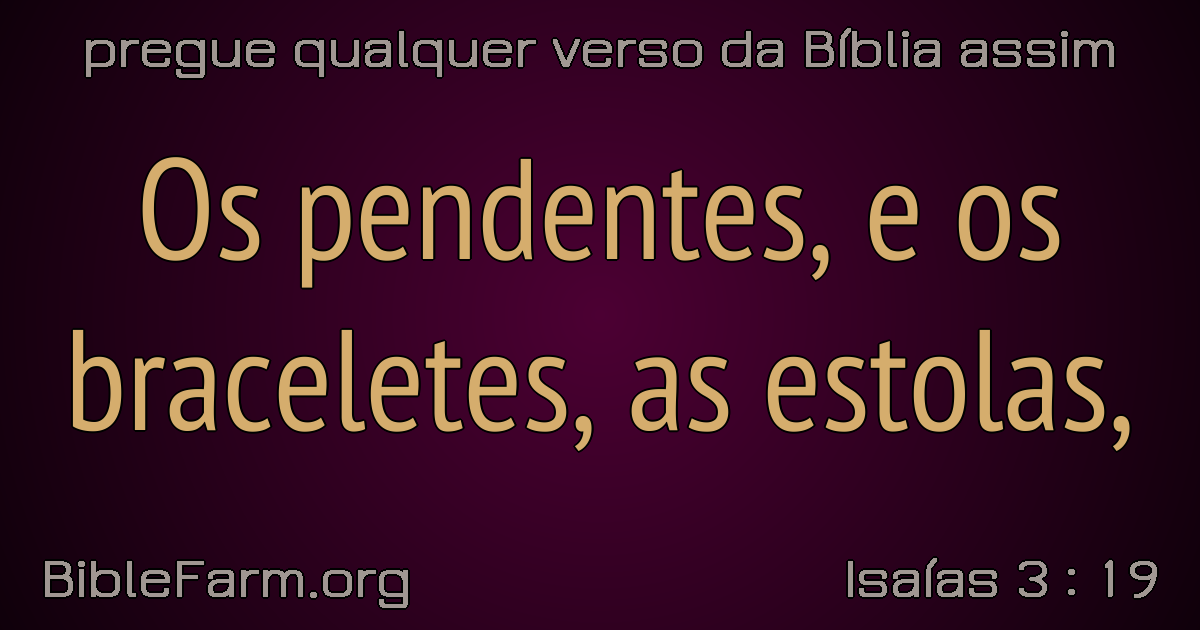 pregue qualquer verso da Bíblia assim
Os pendentes, e os
braceletes, as estolas,
BibleFarm.org
Isaías 3 : 19